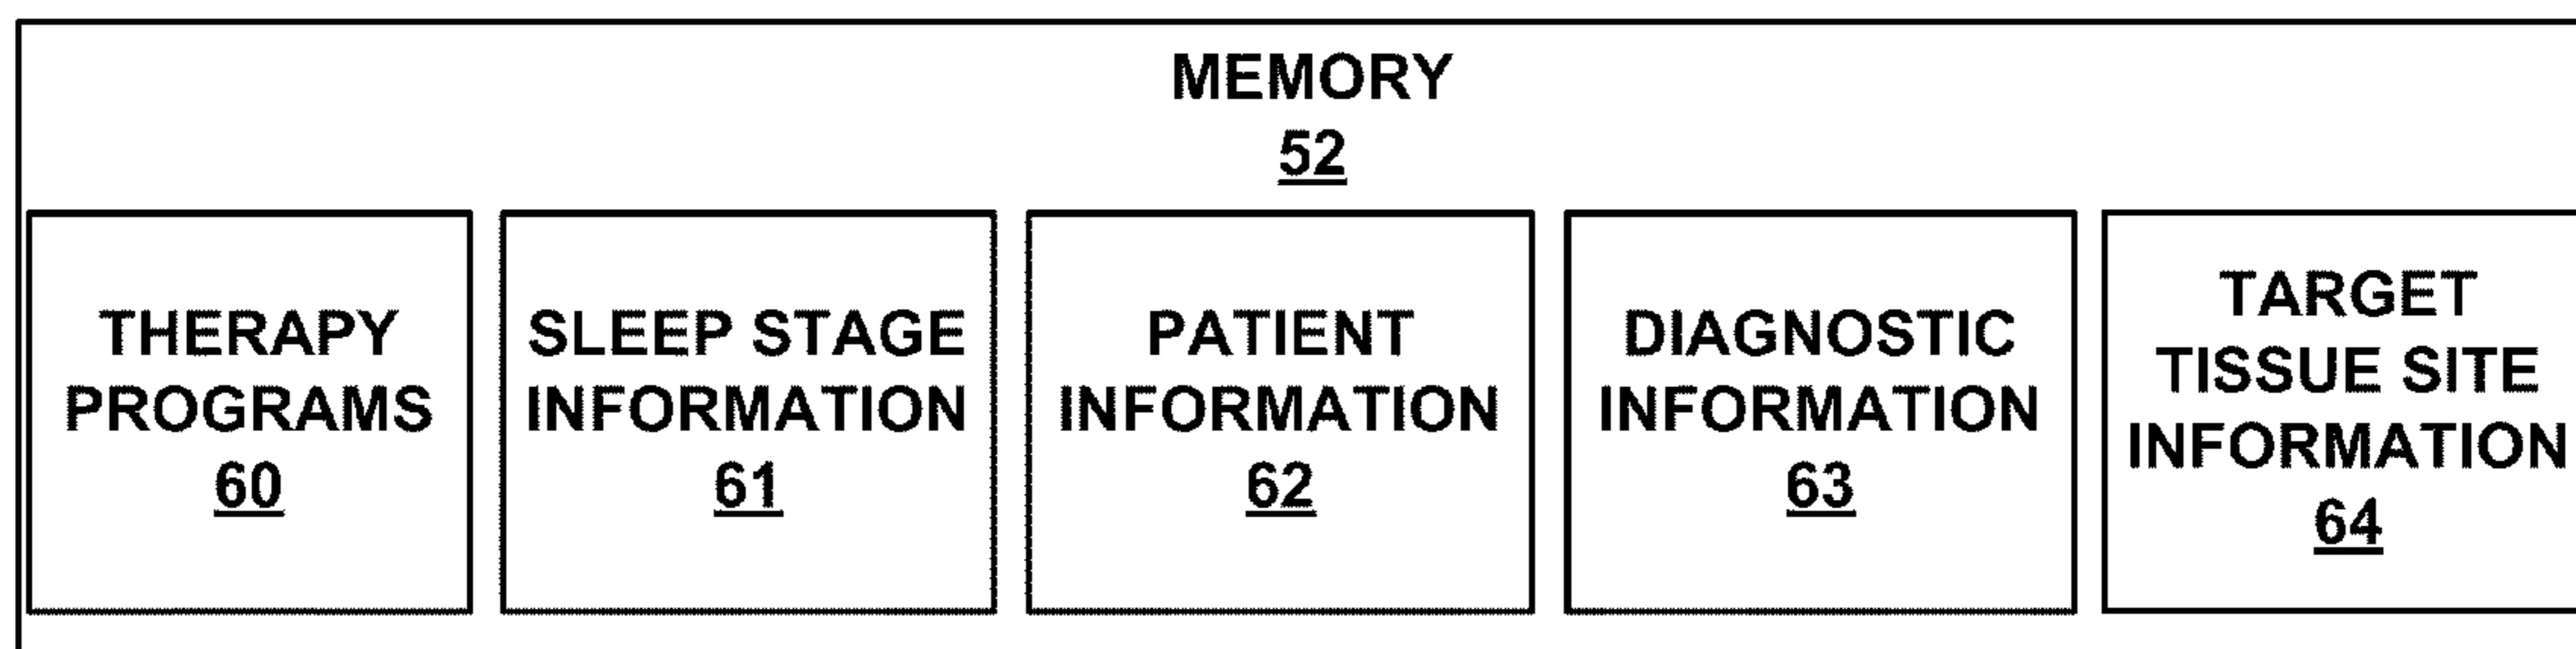 MEMORY
52
THERAPY
PROGRAMS
60
SLEEP STAGE
INFORMATION
61
PATIENT
INFORMATION
62
DIAGNOSTIC
INFORMATION
63
TARGET
TISSUE SITE
INFORMATION
64